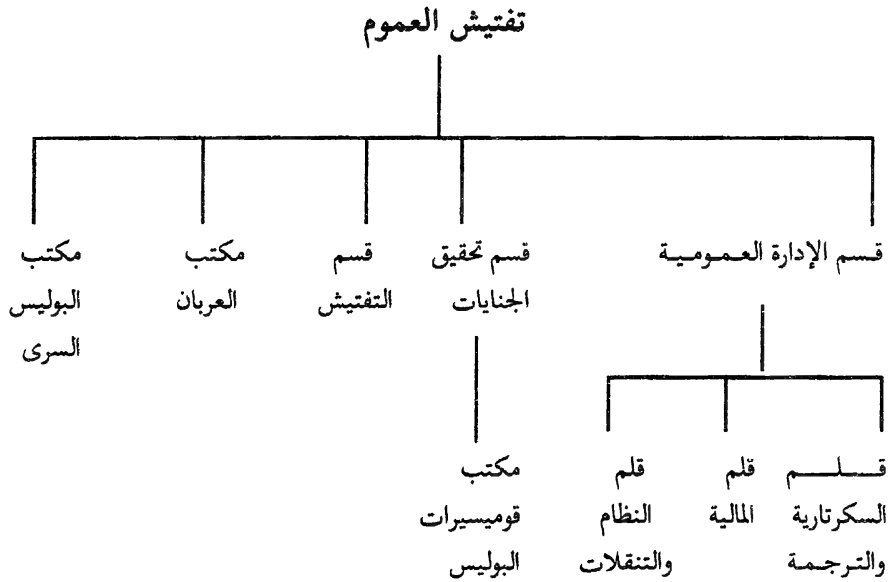 تفتيش العموم
قسم الإدارة العمومية
قسم تحقيق
الجنايات
قسم
التفتيش
مكتب
العربان
مكتب
البوليس
السرى
قلم
السكرتارية
والترجمة
قلم
المالية
قلم
النظام
والتنقلات
مكتب
قوميسيرات
البوليس